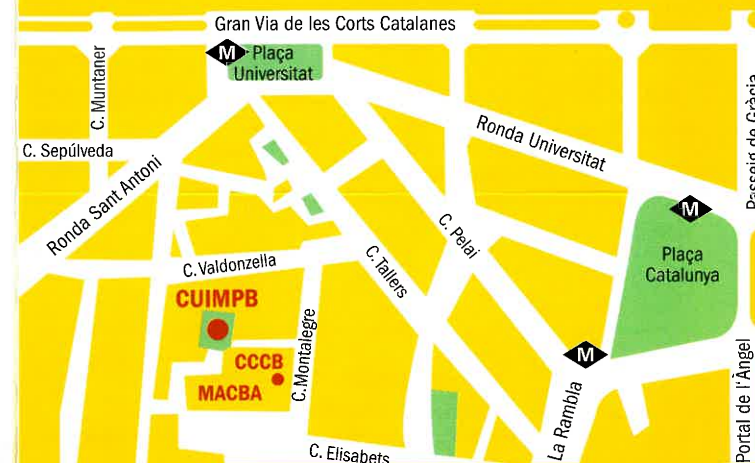 Gran Via de les Corts Catalanes
M
Plaça
Universitat
C. Muntaner
C. Sepúlveda
Ronda Sant Antoni
Ronda Universitat
Passeig de Gràcia
M
Plaça
Catalunya
C. Pelai
C. Tallers
C. Valdonzella
CUIMPB
C. Montalegre
CCCB
MACBA
M
La Rambla
Portal de l'Àngel
C. Elisabets